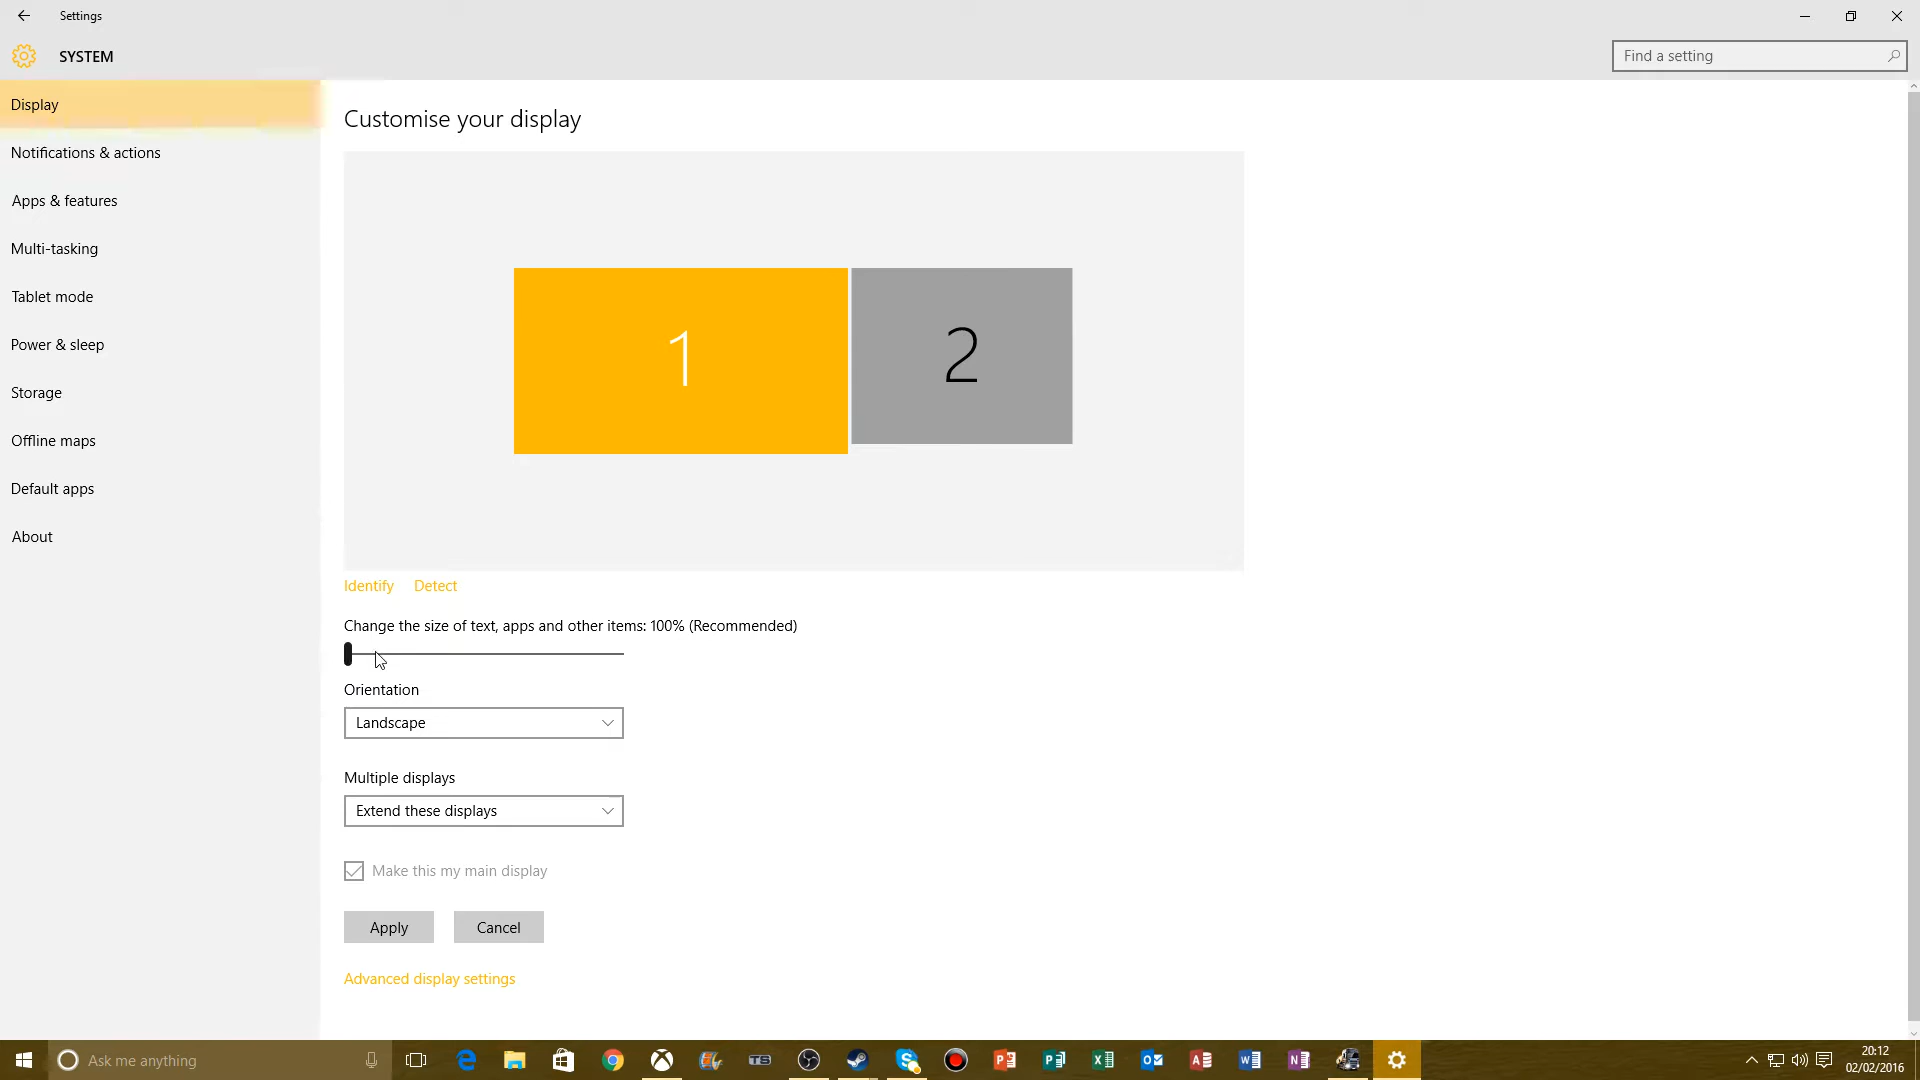 Settings
SYSTEM
Find a setting
Display
Notifications & actions
Apps & features
Multi-tasking
Tablet mode
Power & sleep
Storage
Offline maps
Default apps
About
Customise your display
1
2
Identify Detect
Change the size of text, apps and other items: 100% (Recommended)
Orientation
Landscape
Multiple displays
Extend these displays
Make this my main display
Apply Cancel
Advanced display settings
Ask me anything
TS
20:12
02/02/2016